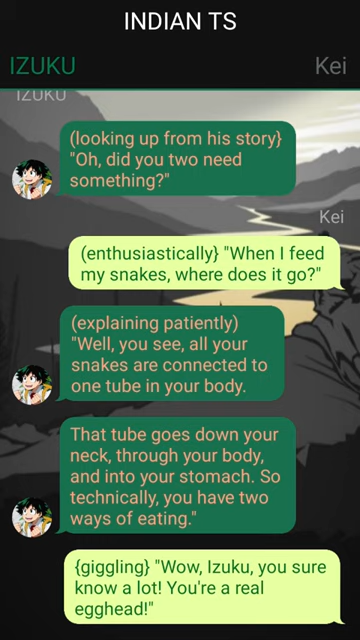 INDIAN TS
IZUKU Kei
IZUKU
(looking up from his story}
"Oh, did you two need
something?"
Kei
(enthusiastically} "When I feed
my snakes, where does it go?"
(explaining patiently)
"Well, you see, all your
snakes are connected to
one tube in your body.
That tube goes down your
neck, through your body,
and into your stomach. So
technically, you have two
ways of eating."
{giggling} "Wow, Izuku, you sure
know a lot! You're a real
egghead!"